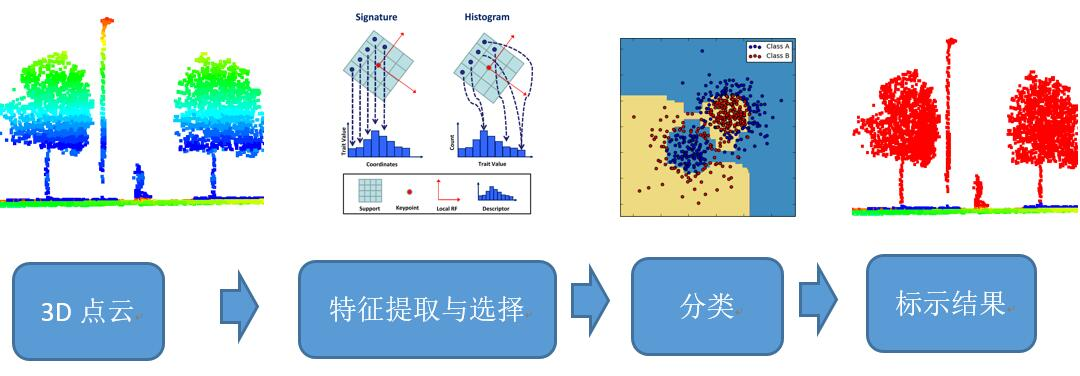 Signature
Histogram
Trait Value
Coordinates
Count
Trait Value
Support
Keypoint
Local RF
Descriptor
Class A
Class B
3D 点云
特征提取与选择
分类
标示结果